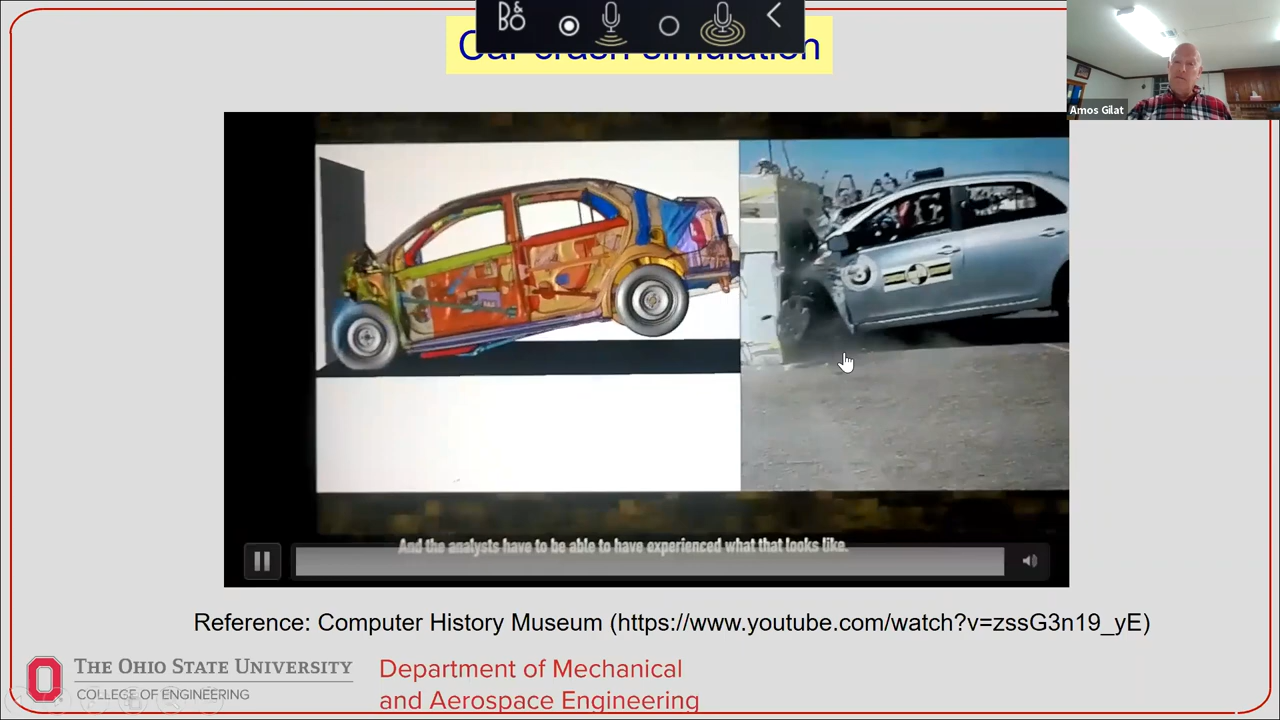 B&O
Car crash simulation
Amos Gilat
3
And the analysts have to be able to have experienced what that looks like.
Reference: Computer History Museum (https://www.youtube.com/watch?v=zssG3n19_yE)
THE OHIO STATE UNIVERSITY
COLLEGE OF ENGINEERING
Department of Mechanical
and Aerospace Engineering